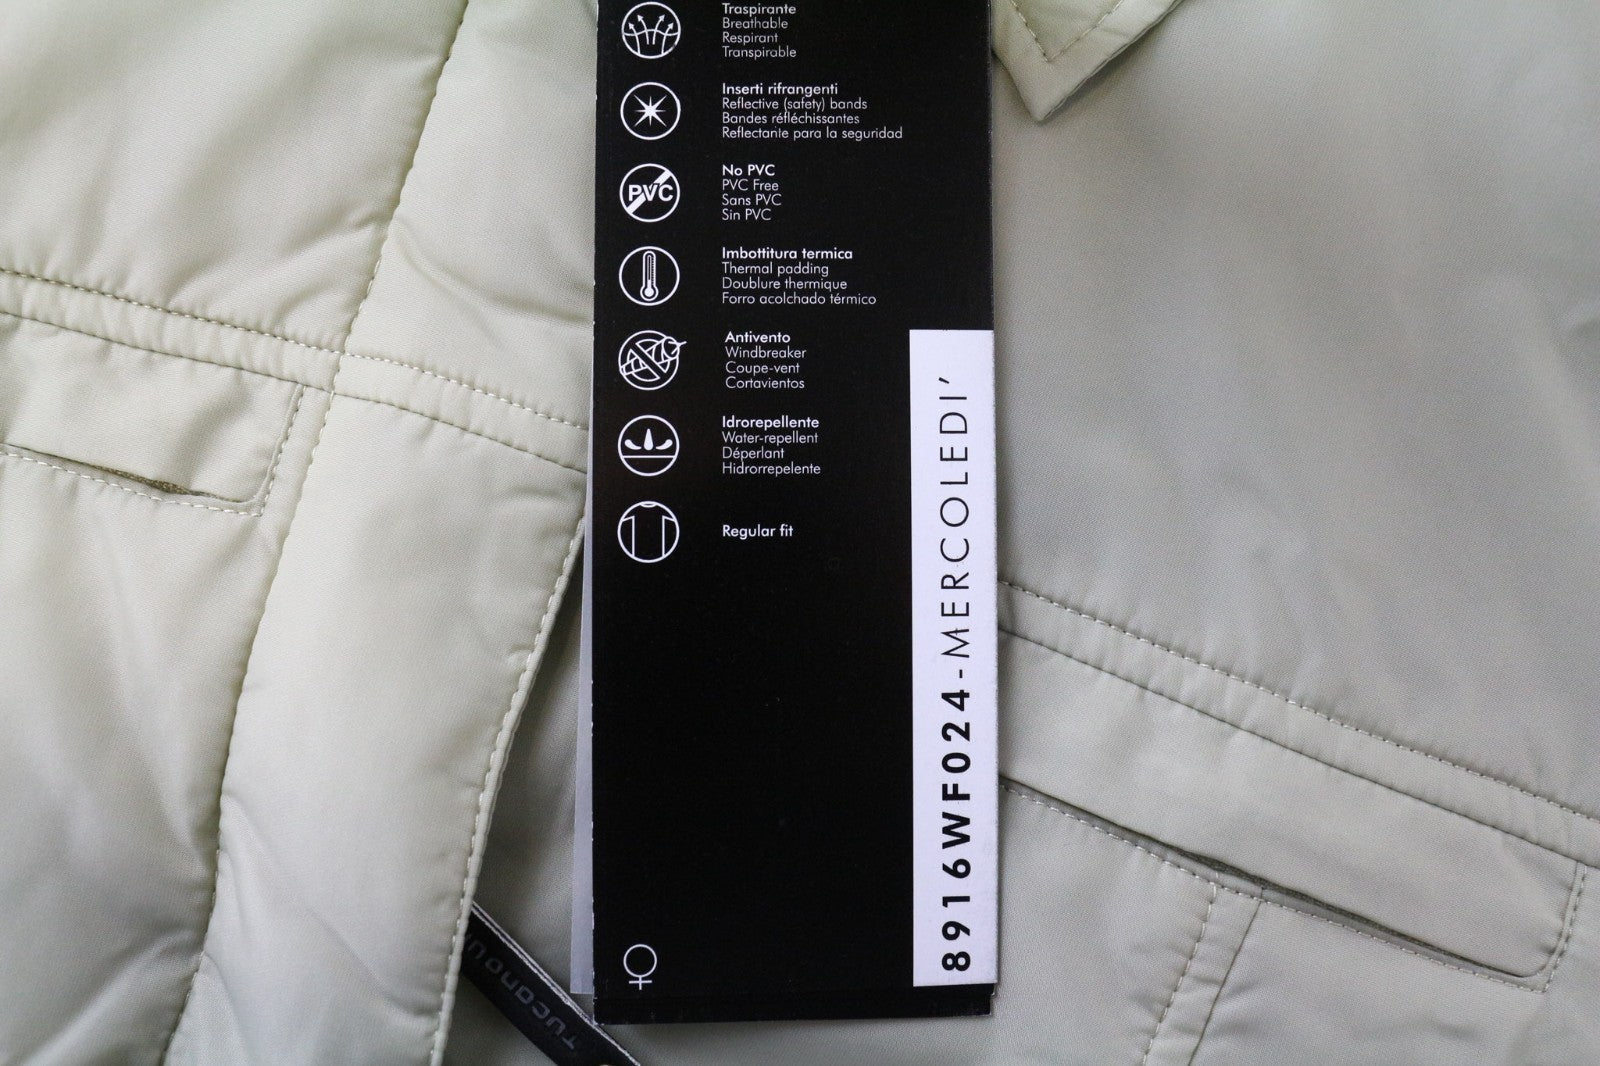 Traspirante
Breathable
Respirant
Transpirable
Inserti rifrangenti
Reflective (safety) bands
Bandes réfléchissantes
Reflectante para la seguridad
PVC
No PVC
PVC Free
Sans PVC
Sin PVC
Imbottitura termica
Thermal padding
Doublure thermique
Forro acolchado térmico
Antivento
Windbreaker
Coupe-vent
Cortavientos
Idrorepellente
Water-repellent
Déperlant
Hidrorrepelente
Regular fit
8916WF024-MERCOLEDI'